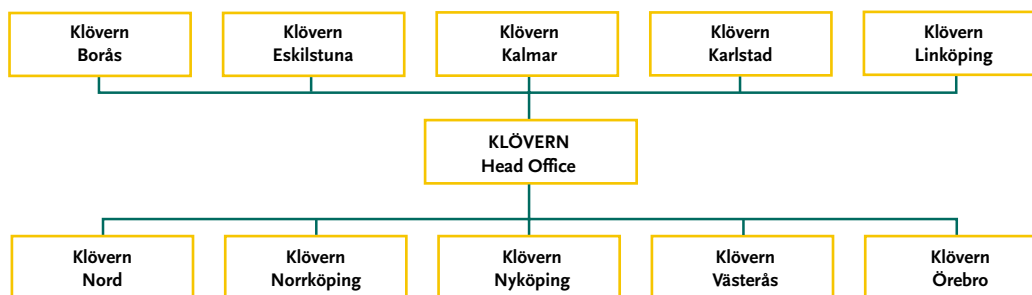 Klövern
Borås
Klövern
Eskilstuna
Klövern
Kalmar
Klövern
Karlstad
Klövern
Linköping
KLÖVERN
Head Office
Klövern
Nord
Klövern
Norrköping
Klövern
Nyköping
Klövern
Västerås
Klövern
Örebro